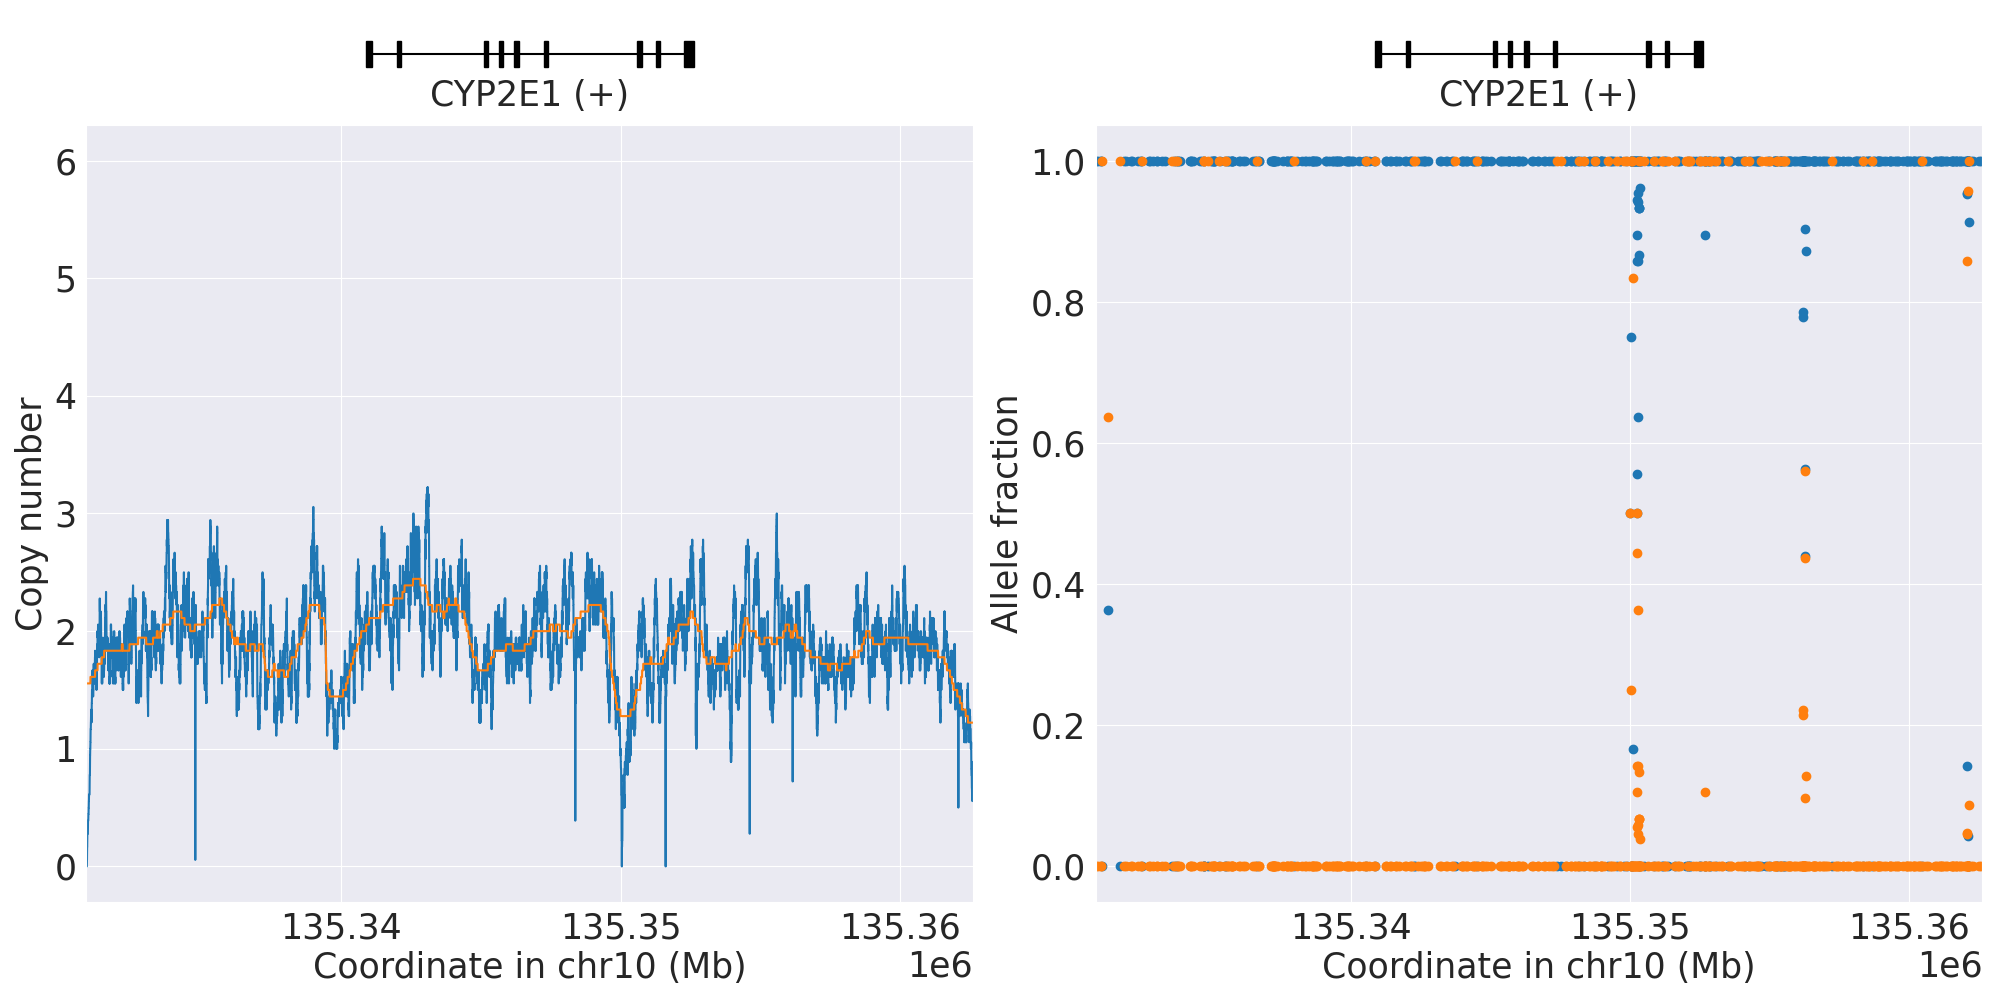 CYP2E1 (+)
6
5
4
3
2
1
0
Copy number
135.34 135.35 135.36
Coordinate in chr10 (Mb)
1e6
CYP2E1 (+)
1.0
0.8
0.6
0.4
0.2
0.0
Allele fraction
135.34 135.35 135.36
Coordinate in chr10 (Mb)
1e6